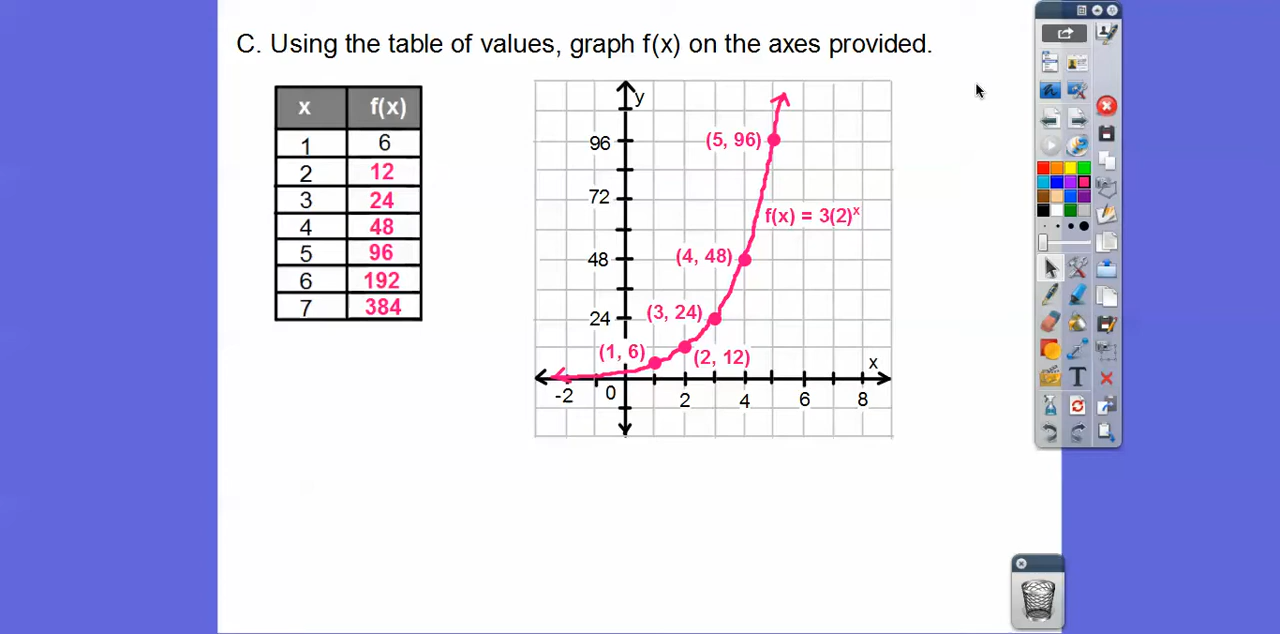 C. Using the table of values, graph f(x) on the axes provided.
x f(x)
1 6
2 12
3 24
4 48
5 96
6 192
7 384
y
96
72
48
24
(5, 96)
f(x) = 3(2)ˣ
(4, 48)
(3, 24)
(1, 6)
(2, 12)
x
-2 0 2 4 6 8
T